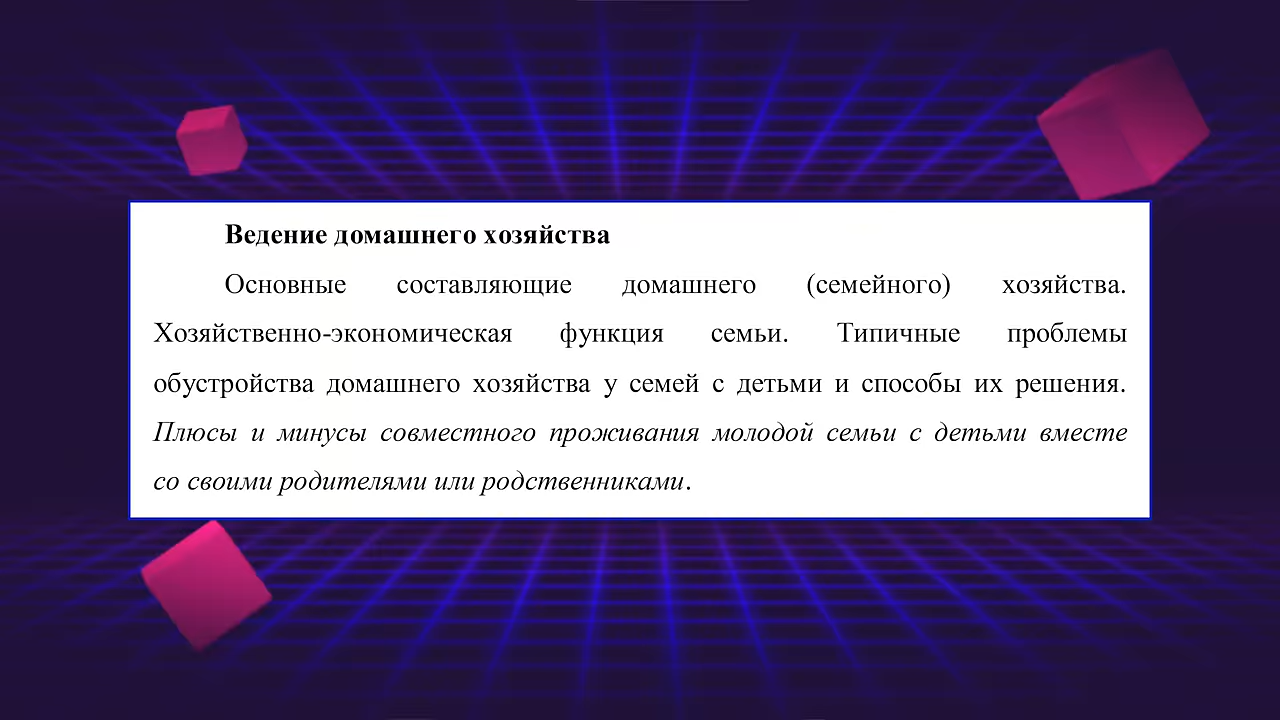 Ведение домашнего хозяйства
Основные составляющие домашнего (семейного) хозяйства.
Хозяйственно-экономическая функция семьи. Типичные проблемы
обустройства домашнего хозяйства у семей с детьми и способы их решения.
Плюсы и минусы совместного проживания молодой семьи с детьми вместе
со своими родителями или родственниками.